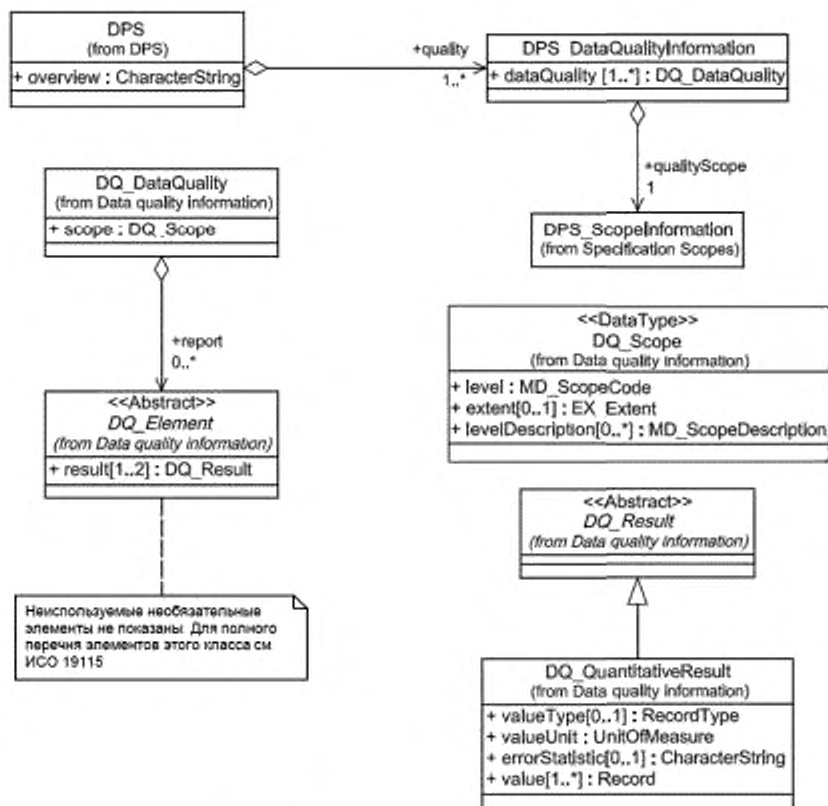 DPS
(from DPS)
+ overview : CharacterString
+quality
1..*
DPS_DataQualityInformation
+ dataQuality [1..*] : DQ_DataQuality
+qualityScope
1
DPS_ScopeInformation
(from Specification Scopes)
DQ_DataQuality
(from Data quality information)
+ scope : DQ_Scope
+report
0..*
<<Abstract>>
DQ_Element
(from Data quality information)
+ result[1..2] : DQ_Result
Неиспользуемые необязательные
элементы не показаны. Для полного
перечня элементов этого класса см
ИСО 19115
<<DataType>>
DQ_Scope
(from Data quality information)
+ level : MD_ScopeCode
+ extent[0..1] : EX_Extent
+ levelDescription[0..*] : MD_ScopeDescription
<<Abstract>>
DQ_Result
(from Data quality information)
DQ_QuantitativeResult
(from Data quality information)
+ valueType[0..1] : RecordType
+ valueUnit : UnitOfMeasure
+ errorStatistic[0..1] : CharacterString
+ value[1..*] : Record